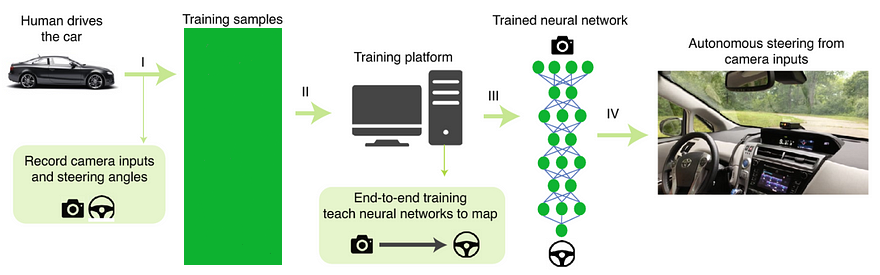 Human drives
the car
I
Record camera inputs
and steering angles
Training samples
II
Training platform
End-to-end training
teach neural networks to map
III
Trained neural network
IV
Autonomous steering from
camera inputs